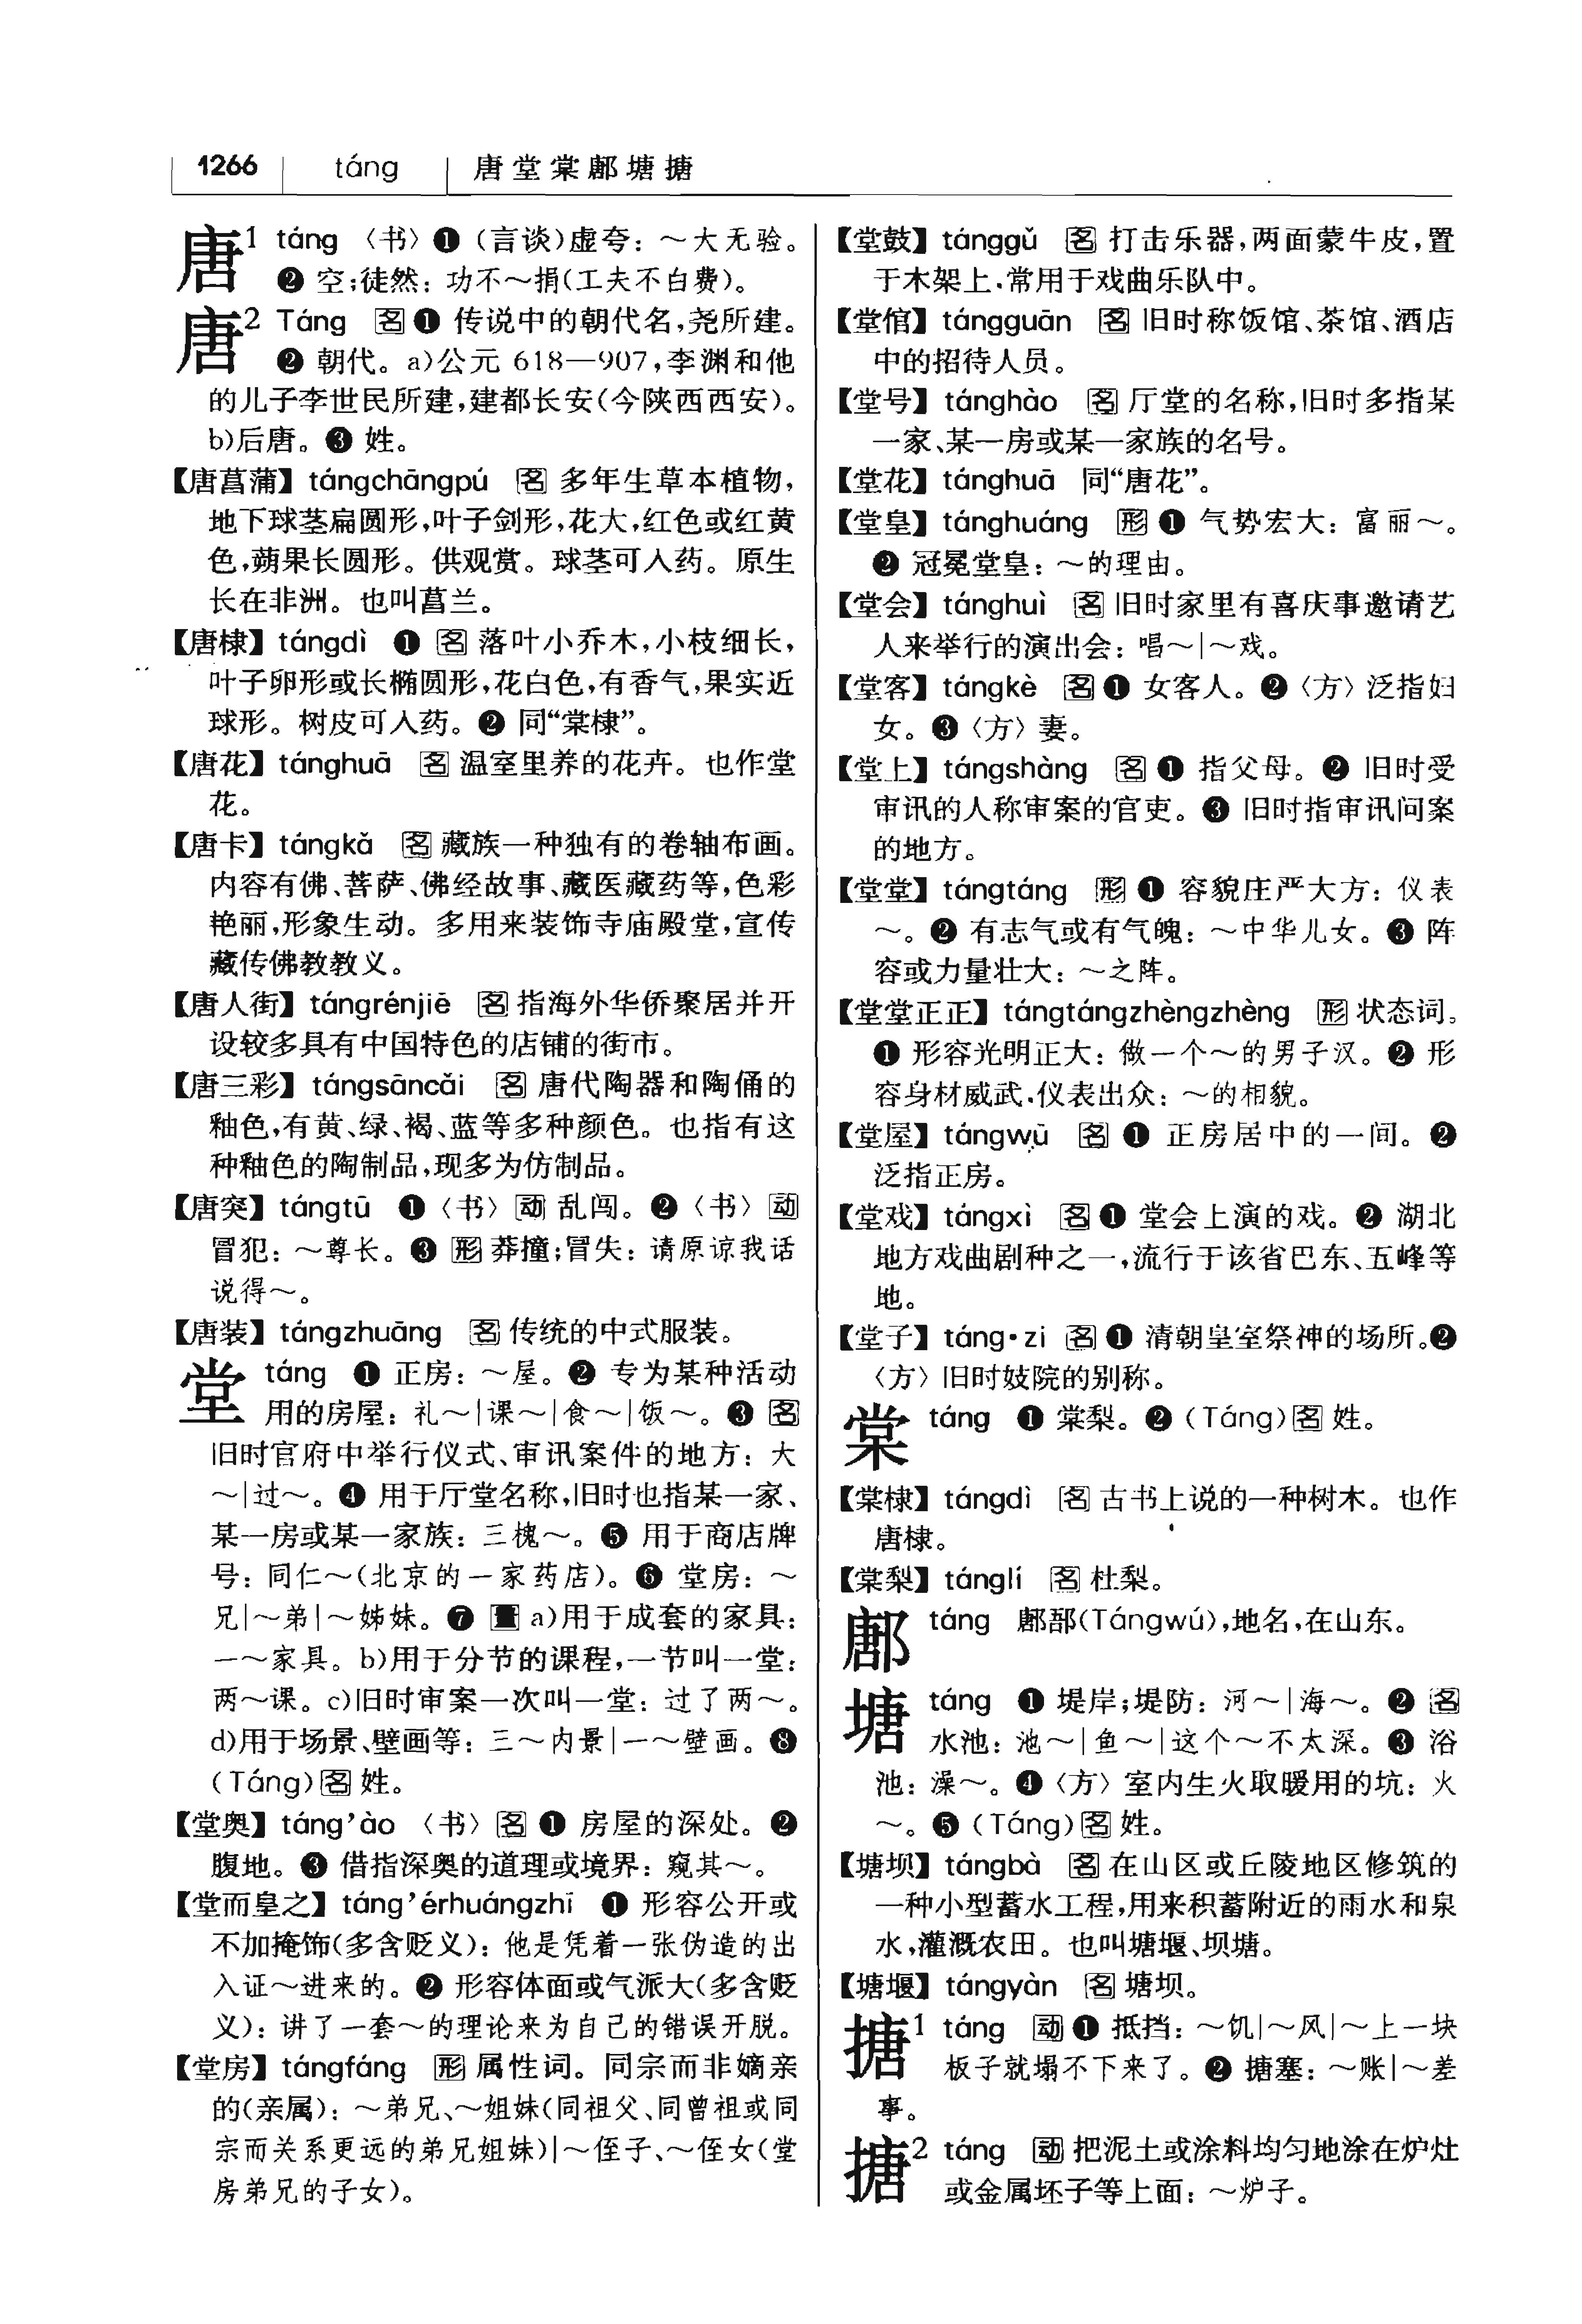 1266 táng 唐堂棠鄌塘搪
唐1 táng 〈书〉❶（言谈）虚夸：～大无验。
❷ 空；徒然：功不～捐（工夫不白费）。
唐2 Táng 名❶ 传说中的朝代名，尧所建。
❷ 朝代。a）公元 618—907，李渊和他
的儿子李世民所建，建都长安（今陕西西安）。
b）后唐。❸ 姓。
【唐菖蒲】tángchāngpú 名 多年生草本植物，
地下球茎扁圆形，叶子剑形，花大，红色或红黄
色，蒴果长圆形。供观赏。球茎可入药。原生
长在非洲。也叫菖兰。
【唐棣】tángdì ❶ 名 落叶小乔木，小枝细长，
叶子卵形或长椭圆形，花白色，有香气，果实近
球形。树皮可入药。❷ 同“棠棣”。
【唐花】tánghuā 名 温室里养的花卉。也作堂
花。
【唐卡】tángkǎ 名 藏族一种独有的卷轴布画。
内容有佛、菩萨、佛经故事、藏医藏药等，色彩
艳丽，形象生动。多用来装饰寺庙殿堂，宣传
藏传佛教教义。
【唐人街】tángrénjiē 名 指海外华侨聚居并开
设较多具有中国特色的店铺的街市。
【唐三彩】tángsāncǎi 名 唐代陶器和陶俑的
釉色，有黄、绿、褐、蓝等多种颜色。也指有这
种釉色的陶制品，现多为仿制品。
【唐突】tángtū ❶〈书〉动 乱闯。❷〈书〉动
冒犯：～尊长。❸ 形 莽撞；冒失：请原谅我话
说得～。
【唐装】tángzhuāng 名 传统的中式服装。
堂 táng ❶ 正房：～屋。❷ 专为某种活动
用的房屋：礼～|课～|食～|饭～。❸ 名
旧时官府中举行仪式、审讯案件的地方：大
～|过～。❹ 用于厅堂名称，旧时也指某一家、
某一房或某一家族：三槐～。❺ 用于商店牌
号：同仁～（北京的一家药店）。❻ 堂房：～
兄|～弟|～姊妹。❼ 量 a）用于成套的家具：
一～家具。b）用于分节的课程，一节叫一堂：
两～课。c）旧时审案一次叫一堂：过了两～。
d）用于场景、壁画等：三～内景|一～壁画。❽
（Táng）名 姓。
【堂奥】táng’ào 〈书〉名 ❶ 房屋的深处。❷
腹地。❸ 借指深奥的道理或境界：窥其～。
【堂而皇之】táng’érhuángzhī ❶ 形容公开或
不加掩饰（多含贬义）：他是凭着一张伪造的出
入证～进来的。❷ 形容体面或气派大（多含贬
义）：讲了一套～的理论来为自己的错误开脱。
【堂房】tángfáng 形 属性词。同宗而非嫡亲
的（亲属）：～弟兄、～姐妹（同祖父、同曾祖或同
宗而关系更远的弟兄姐妹）|～侄子、～侄女（堂
房弟兄的子女）。
【堂鼓】tánggǔ 名 打击乐器，两面蒙牛皮，置
于木架上，常用于戏曲乐队中。
【堂倌】tángguān 名 旧时称饭馆、茶馆、酒店
中的招待人员。
【堂号】tánghào 名 厅堂的名称，旧时多指某
一家、某一房或某一家族的名号。
【堂花】tánghuā 同“唐花”。
【堂皇】tánghuáng 形 ❶ 气势宏大：富丽～。
❷ 冠冕堂皇：～的理由。
【堂会】tánghuì 名 旧时家里有喜庆事邀请艺
人来举行的演出会：唱～|～戏。
【堂客】tángkè 名❶ 女客人。❷〈方〉泛指妇
女。❸〈方〉妻。
【堂上】tángshàng 名❶ 指父母。❷ 旧时受
审讯的人称审案的官吏。❸ 旧时指审讯问案
的地方。
【堂堂】tángtáng 形❶ 容貌庄严大方：仪表
～。❷ 有志气或有气魄：～中华儿女。❸ 阵
容或力量壮大：～之阵。
【堂堂正正】tángtángzhèngzhèng 形 状态词。
❶ 形容光明正大：做一个～的男子汉。❷ 形
容身材威武，仪表出众：～的相貌。
【堂屋】tángwū 名 ❶ 正房居中的一间。❷
泛指正房。
【堂戏】tángxì 名❶ 堂会上演的戏。❷ 湖北
地方戏曲剧种之一，流行于该省巴东、五峰等
地。
【堂子】táng·zi 名❶ 清朝皇室祭神的场所。❷
〈方〉旧时妓院的别称。
棠 táng ❶ 棠梨。❷（Táng）名 姓。
【棠棣】tángdì 名 古书上说的一种树木。也作
唐棣。
【棠梨】tánglí 名 杜梨。
鄌 táng 鄌郚（Tángwú），地名，在山东。
塘 táng ❶ 堤岸；堤防：河～|海～。❷ 名
水池：池～|鱼～|这个～不太深。❸ 浴
池：澡～。❹〈方〉室内生火取暖用的坑：火
～。❺（Táng）名 姓。
【塘坝】tángbà 名 在山区或丘陵地区修筑的
一种小型蓄水工程，用来积蓄附近的雨水和泉
水，灌溉农田。也叫塘堰、坝塘。
【塘堰】tángyàn 名 塘坝。
搪1 táng 动❶ 抵挡：～饥|～风|～上一块
板子就塌不下来了。❷ 搪塞：～账|～差
事。
搪2 táng 动 把泥土或涂料均匀地涂在炉灶
或金属坯子等上面：～炉子。